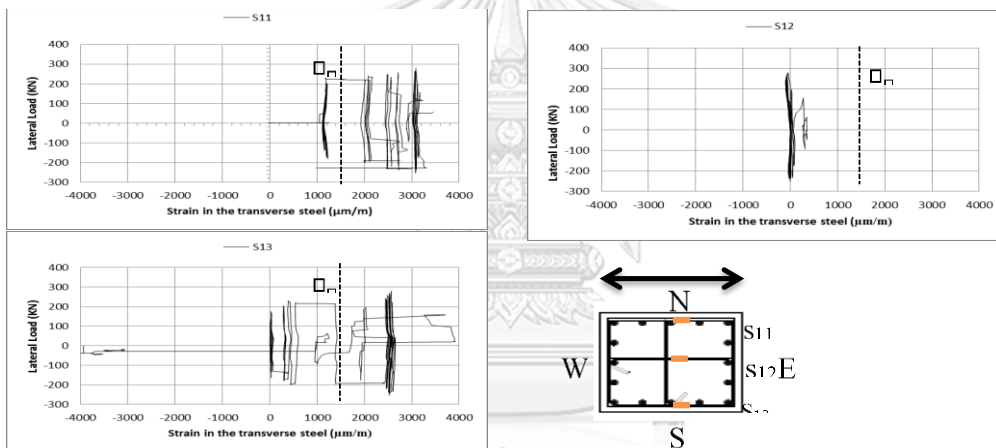 S11
Lateral Load (KN)
400
300
200
100
0
-100
-200
-300
-4000 -3000 -2000 -1000 0 1000 2000 3000 4000
Strain in the transverse steel (μm/m)
S12
Lateral Load (KN)
400
300
200
100
0
-100
-200
-300
-4000 -3000 -2000 -1000 0 1000 2000 3000 4000
Strain in the transverse steel (μm/m)
S13
Lateral Load (KN)
400
300
200
100
0
-100
-200
-300
-4000 -3000 -2000 -1000 0 1000 2000 3000 4000
Strain in the transverse steel (μm/m)
N
S11
W
S12 E
S